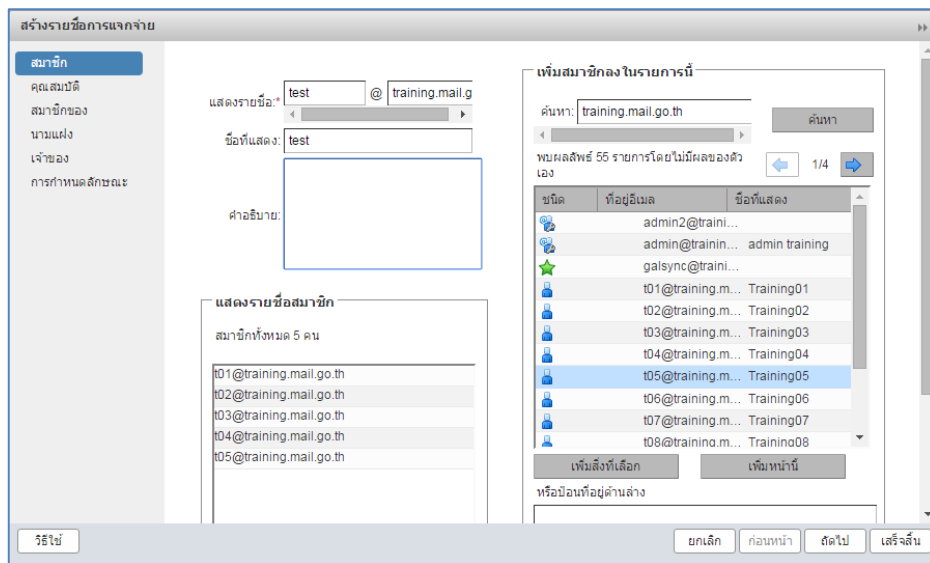 สร้างรายชื่อการแจกจ่าย
สมาชิก
คุณสมบัติ
สมาชิกของ
นามแฝง
เจ้าของ
การกำหนดลักษณะ
แสดงรายชื่อ:* test @ training.mail.g
ชื่อที่แสดง: test
คำอธิบาย:
แสดงรายชื่อสมาชิก
สมาชิกทั้งหมด 5 คน
t01@training.mail.go.th
t02@training.mail.go.th
t03@training.mail.go.th
t04@training.mail.go.th
t05@training.mail.go.th
เพิ่มสมาชิกลงในรายการนี้
ค้นหา: training.mail.go.th ค้นหา
พบผลลัพธ์ 55 รายการโดยไม่มีผลของตัว
เอง
1/4
ชนิด ที่อยู่อีเมล ชื่อที่แสดง
admin2@traini...
admin@trainin... admin training
galsync@traini...
t01@training.m... Training01
t02@training.m... Training02
t03@training.m... Training03
t04@training.m... Training04
t05@training.m... Training05
t06@training.m... Training06
t07@training.m... Training07
t08@training.m... Training08
เพิ่มสิ่งที่เลือก เพิ่มหน้านี้
หรือป้อนที่อยู่ด้านล่าง
วิธีใช้ ยกเลิก ก่อนหน้า ถัดไป เสร็จสิ้น